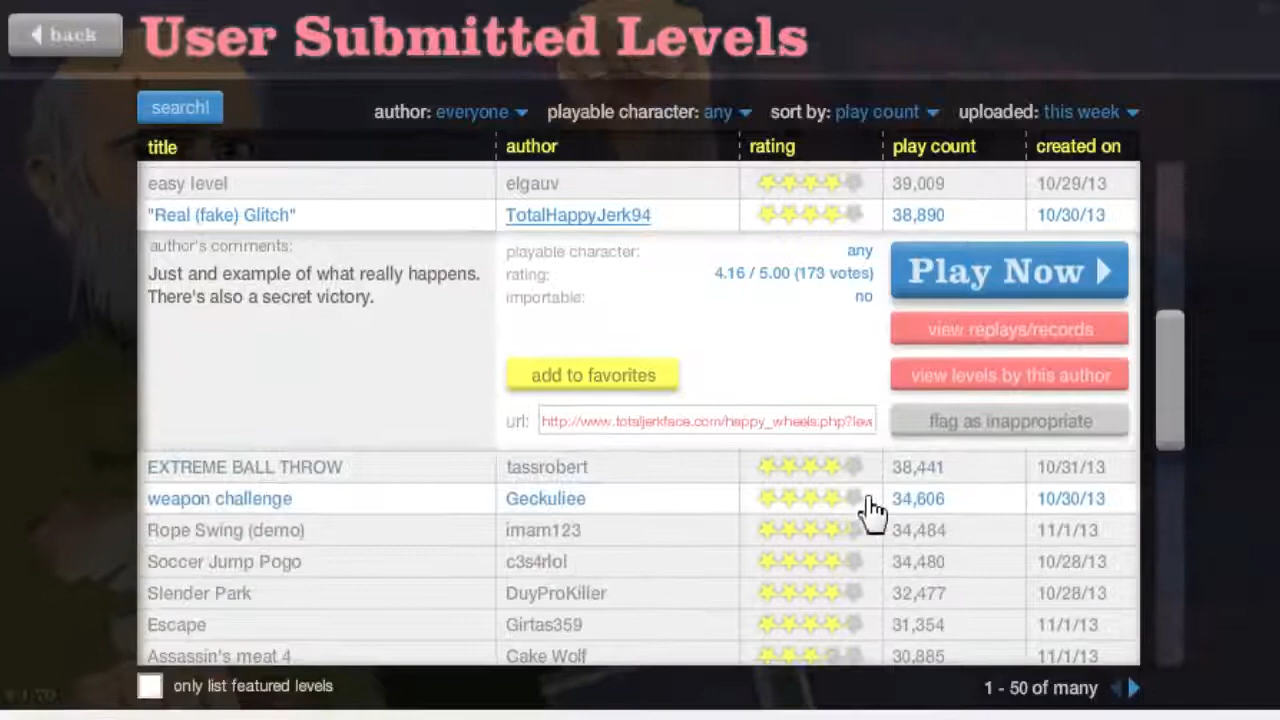 back
User Submitted Levels
search!
author: everyone playable character: any sort by: play count uploaded: this week
title author rating play count created on
easy level elgauv 39,009 10/29/13
"Real (fake) Glitch" TotalHappyJerk94 38,890 10/30/13
author's comments:
Just and example of what really happens.
There's also a secret victory.
playable character: any
rating: 4.16 / 5.00 (173 votes)
importable: no
add to favorites
url: http://www.totaljerkface.com/happy_wheels.php?lev
Play Now
view replays/records
view levels by this author
flag as inappropriate
EXTREME BALL THROW tassrobert 38,441 10/31/13
weapon challenge Geckuliee 34,606 10/30/13
Rope Swing (demo) imam123 34,484 11/1/13
Soccer Jump Pogo c3s4rlol 34,480 10/28/13
Slender Park DuyProKiller 32,477 10/28/13
Escape Girtas359 31,354 11/1/13
Assassin's meat 4 Cake Wolf 30,885 11/1/13
only list featured levels
1 - 50 of many